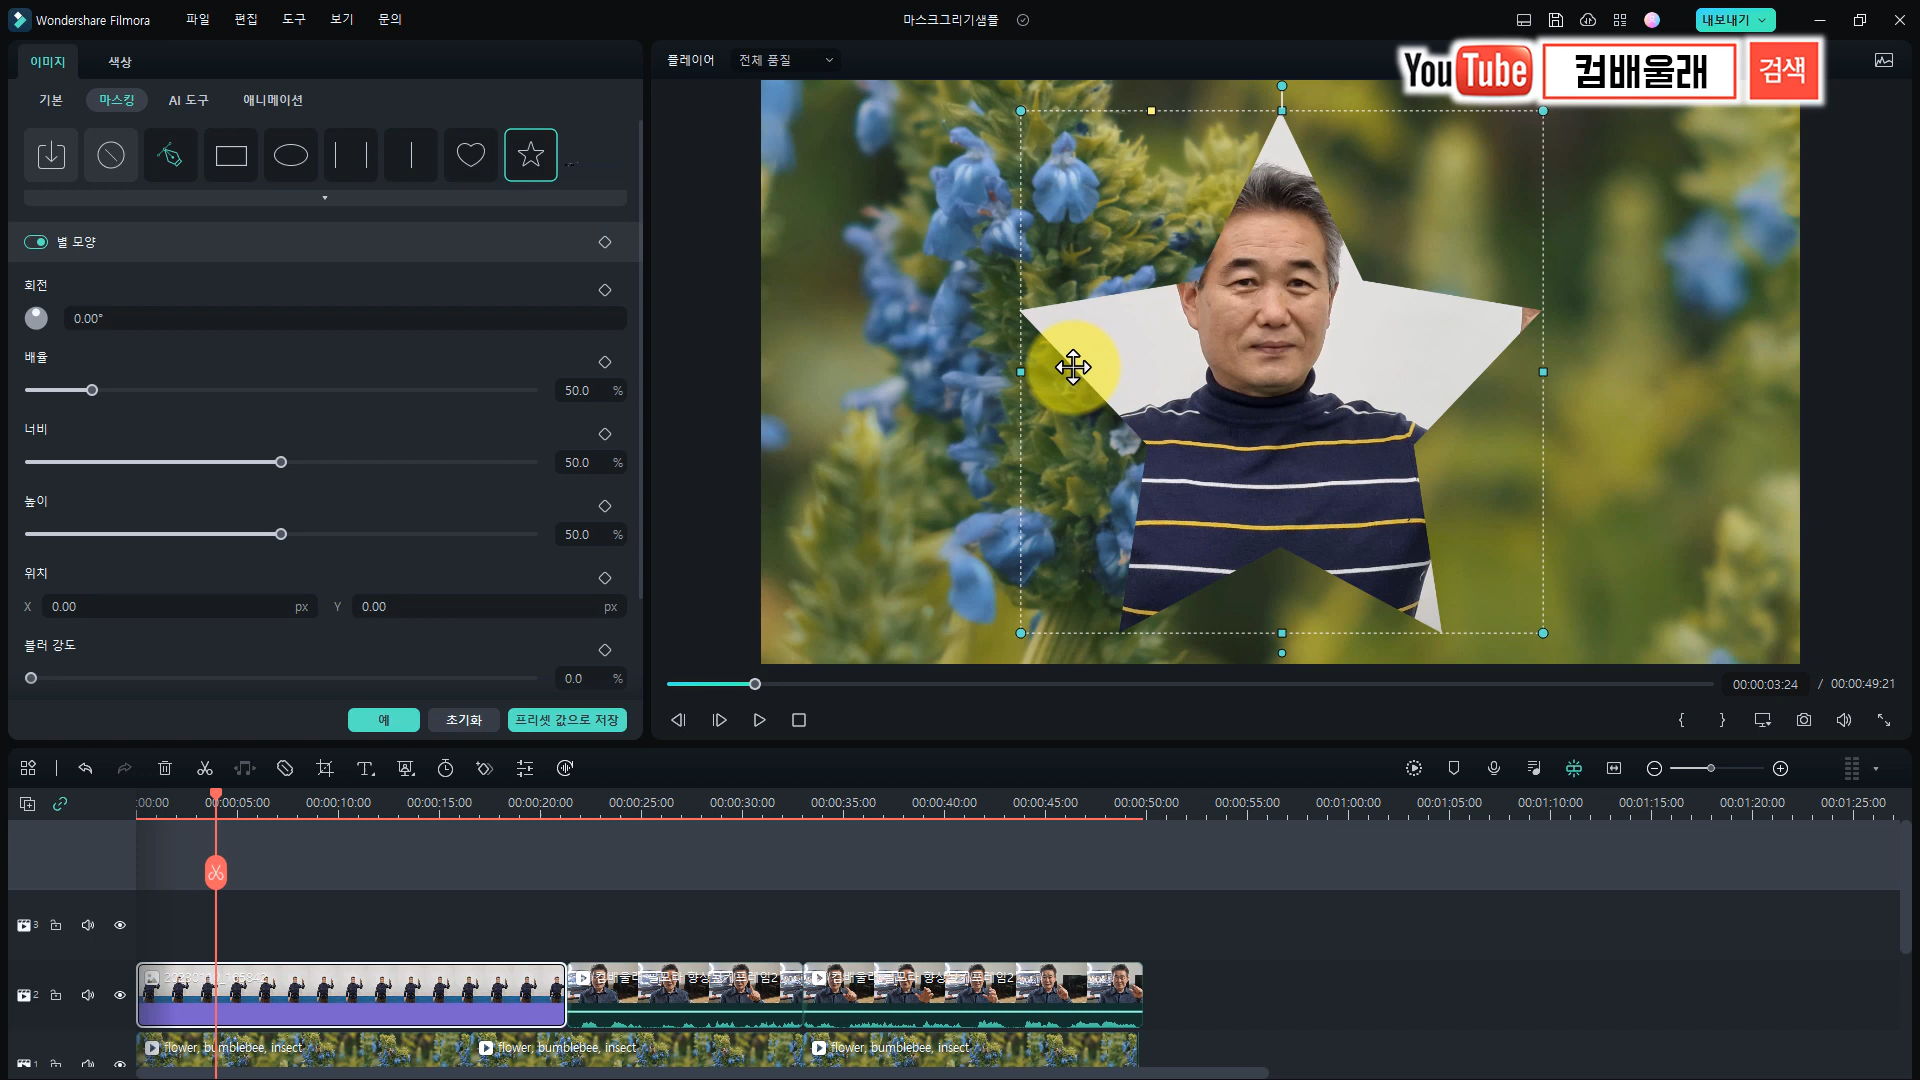 Wondershare Filmora
파일
편집
도구
보기
문의
마스크그리기샘플
내보내기
YouTube 컴배울래 검색
이미지
색상
플레이어
전체 품질
기본
마스킹
AI 도구
애니메이션
별 모양
회전
0.00°
배율
50.0 %
너비
50.0 %
높이
50.0 %
위치
X 0.00 px Y 0.00 px
블러 강도
0.0 %
예
초기화
프리셋 값으로 저장
00:00:03:24 / 00:00:49:21
:00:00 00:00:05:00 00:00:10:00 00:00:15:00 00:00:20:00 00:00:25:00 00:00:30:00 00:00:35:00 00:00:40:00 00:00:45:00 00:00:50:00 00:00:55:00 00:01:00:00 00:01:05:00 00:01:10:00 00:01:15:00 00:01:20:00 00:01:25:00
3
2
1
flower, bumblebee, insect
flower, bumblebee, insect
flower, bumblebee, insect